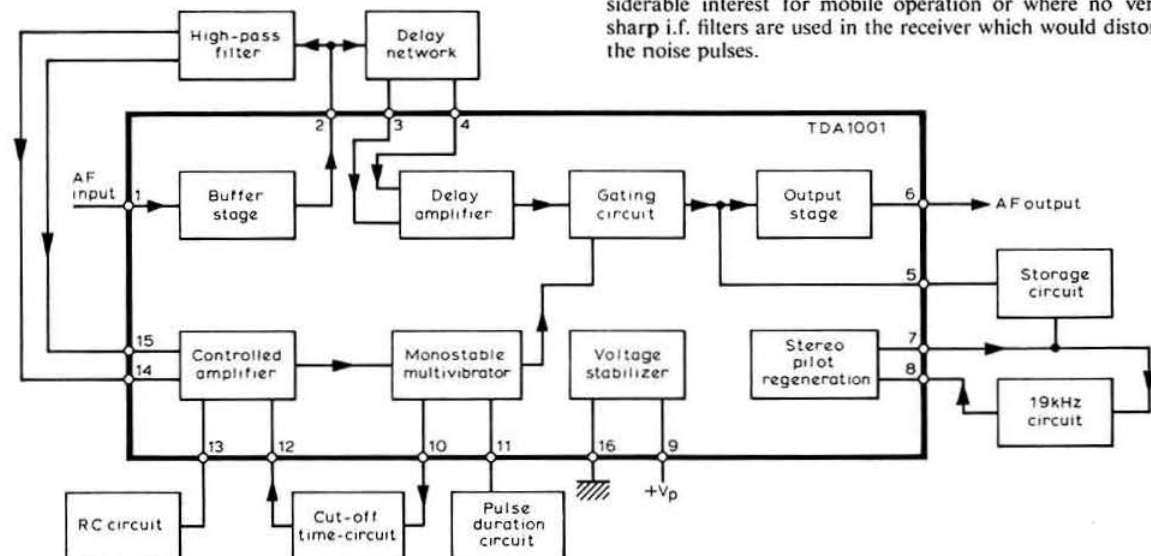 siderable interest for mobile operation or where no
sharp i.f. filters are used in the receiver which would
the noise pulses.
High-pass
filter
Delay
network
2
3
4
TDA1001
AF
input
1
Buffer
stage
Delay
amplifier
Gating
circuit
Output
stage
6
AF output
5
Storage
circuit
15
14
Controlled
amplifier
Monostable
multivibrator
Voltage
stabilizer
Stereo
pilot
regeneration
7
8
19kHz
circuit
13
12
10
11
16
9
+Vp
RC circuit
Cut-off
time-circuit
Pulse
duration
circuit